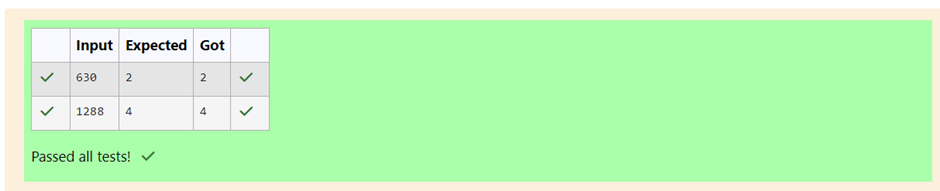 Input Expected Got
630 2 2
1288 4 4
Passed all tests!